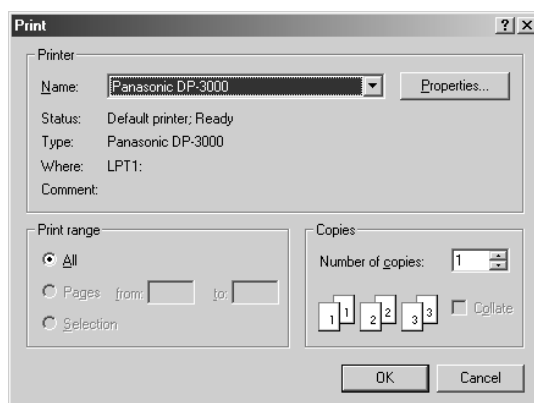 Print
Printer
Name: Panasonic DP-3000 Properties...
Status: Default printer; Ready
Type: Panasonic DP-3000
Where: LPT1:
Comment:
Print range
All
Pages from: to:
Selection
Copies
Number of copies: 1
1 1 2 2 3 3 Collate
OK Cancel